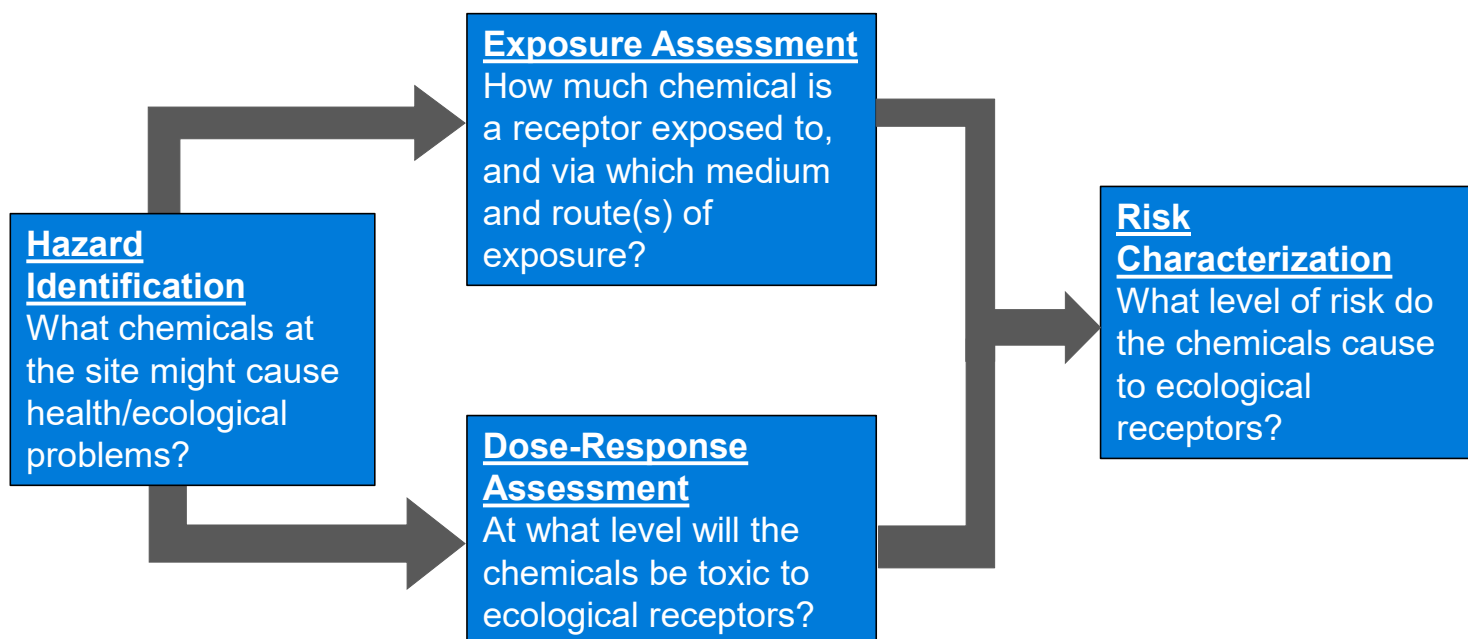 Exposure Assessment
How much chemical is
a receptor exposed to,
and via which medium
and route(s) of
exposure?
Hazard
Identification
What chemicals at
the site might cause
health/ecological
problems?
Dose-Response
Assessment
At what level will the
chemicals be toxic to
ecological receptors?
Risk
Characterization
What level of risk do
the chemicals cause
to ecological
receptors?